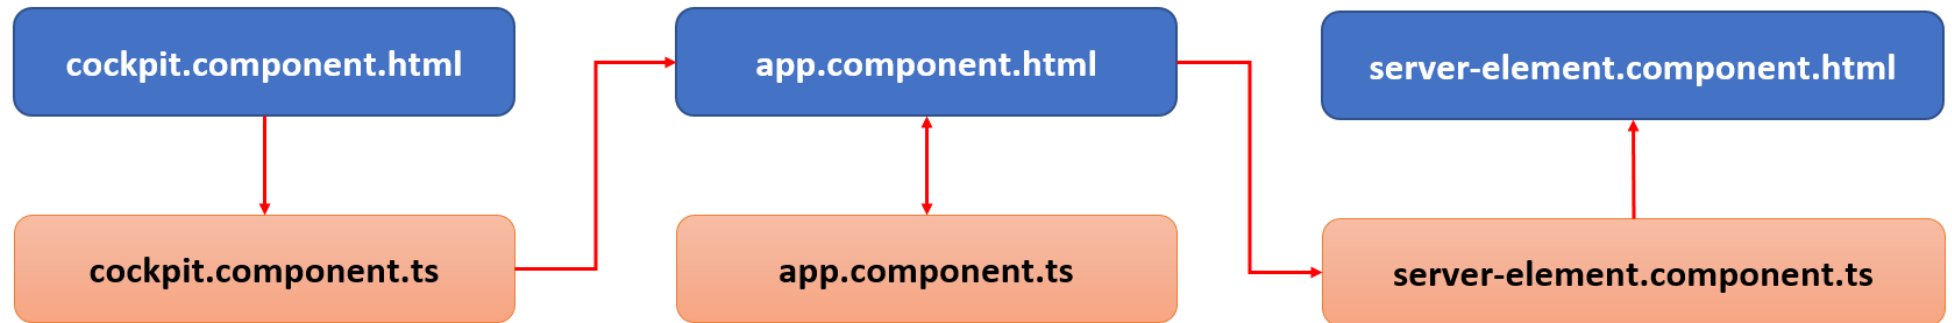 cockpit.component.html
app.component.html
server-element.component.html
cockpit.component.ts
app.component.ts
server-element.component.ts